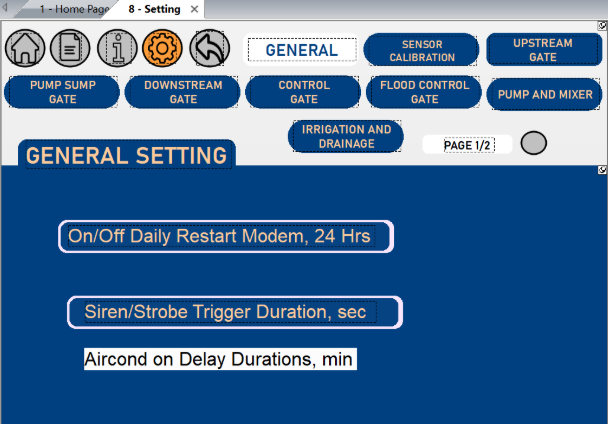 1 - Home Page
8 - Setting
GENERAL
SENSOR
CALIBRATION
UPSTREAM
GATE
PUMP SUMP
GATE
DOWNSTREAM
GATE
CONTROL
GATE
FLOOD CONTROL
GATE
PUMP AND MIXER
IRRIGATION AND
DRAINAGE
PAGE 1/2
GENERAL SETTING
On/Off Daily Restart Modem, 24 Hrs
Siren/Strobe Trigger Duration, sec
Aircond on Delay Durations, min